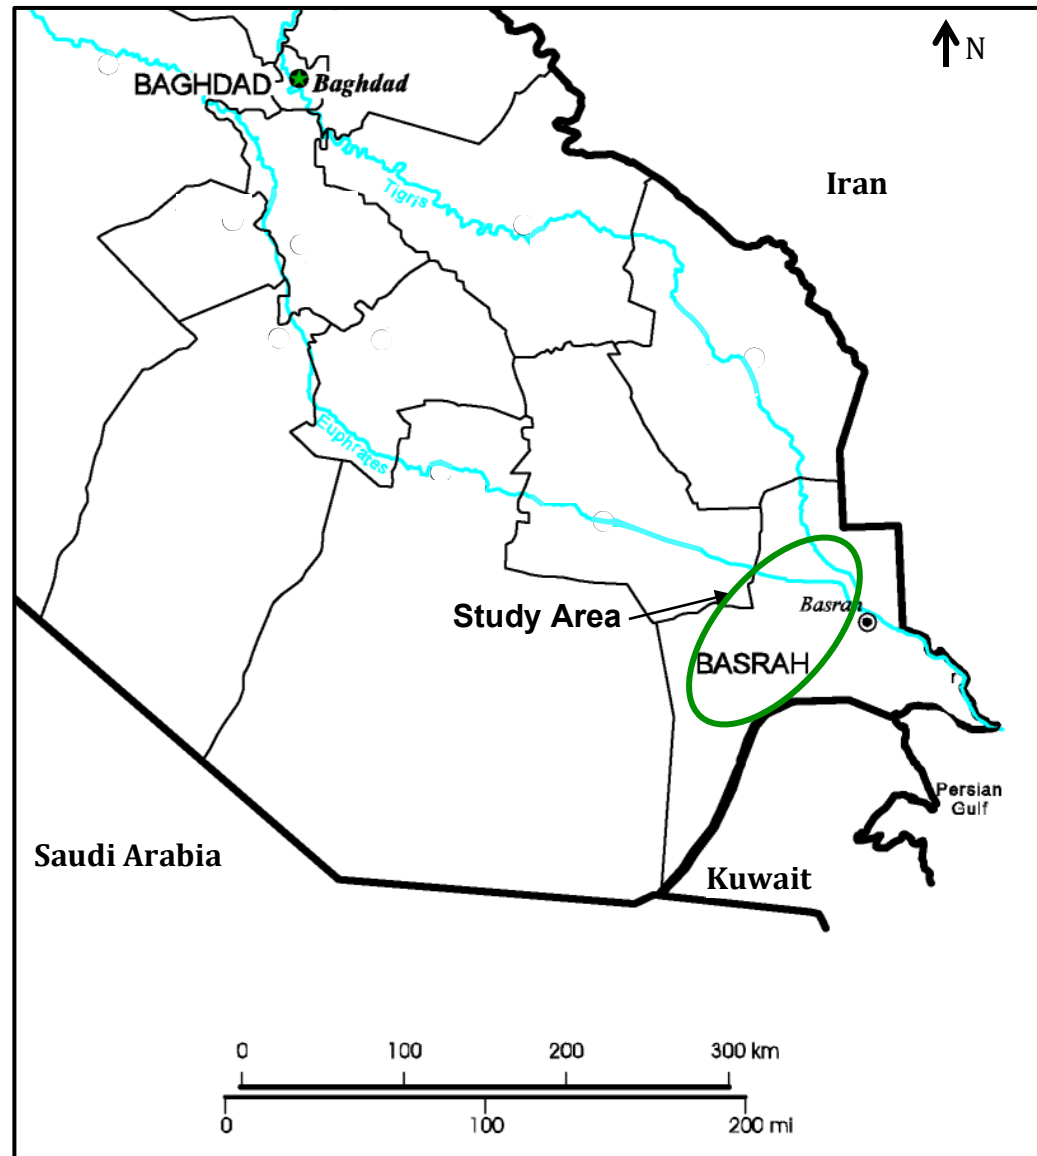 N
BAGHDAD
Baghdad
Iran
Tigris
Euphrates
Study Area
Basrah
BASRAH
r
Persian
Gulf
Saudi Arabia
Kuwait
0 100 200 300 km
0 100 200 mi